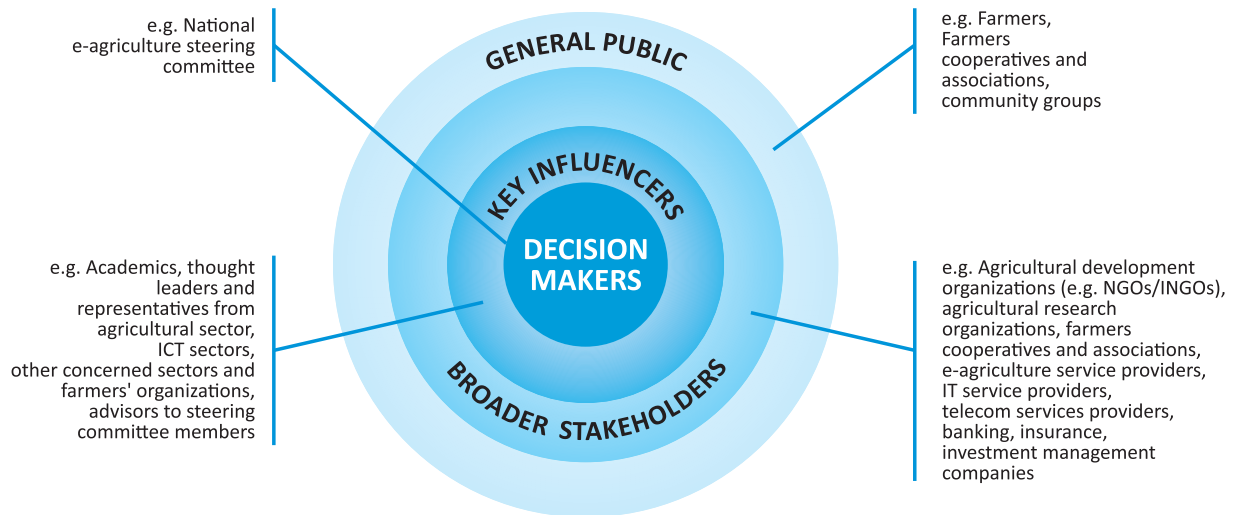 e.g. National
e-agriculture steering
committee
GENERAL PUBLIC
e.g. Farmers,
Farmers
cooperatives and
associations,
community groups
KEY INFLUENCERS
DECISION
MAKERS
e.g. Academics, thought
leaders and
representatives from
agricultural sector,
ICT sectors,
other concerned sectors and
farmers' organizations,
advisors to steering
committee members
BROADER STAKEHOLDERS
e.g. Agricultural development
organizations (e.g. NGOs/INGOs),
agricultural research
organizations, farmers
cooperatives and associations,
e-agriculture service providers,
IT service providers,
telecom services providers,
banking, insurance,
investment management
companies